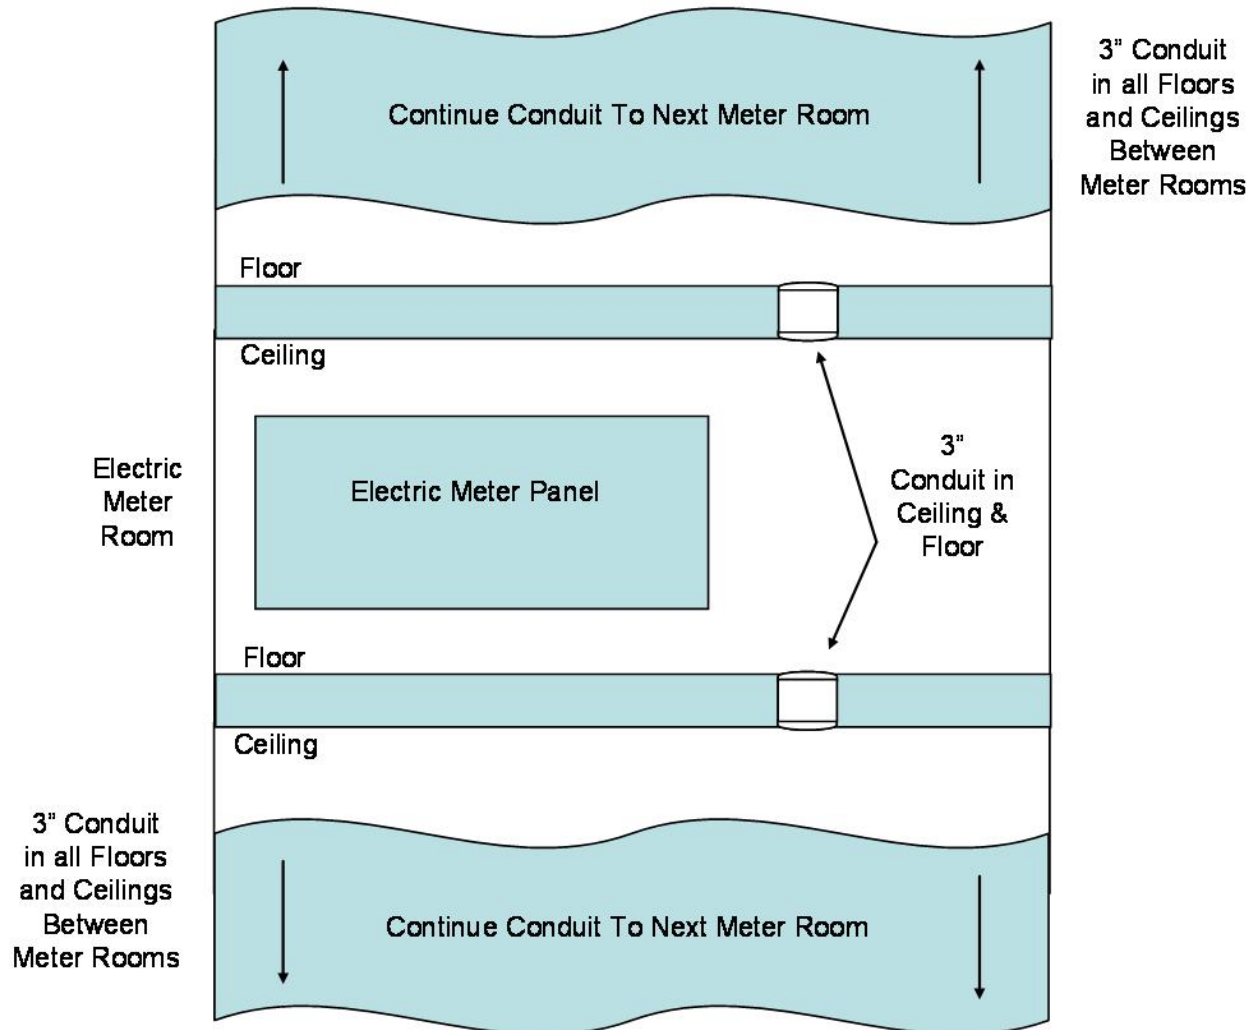 3" Conduit
in all Floors
and Ceilings
Between
Meter Rooms
Continue Conduit To Next Meter Room
Floor
Ceiling
Electric
Meter
Room
Electric Meter Panel
3"
Conduit in
Ceiling &
Floor
Floor
Ceiling
3" Conduit
in all Floors
and Ceilings
Between
Meter Rooms
Continue Conduit To Next Meter Room